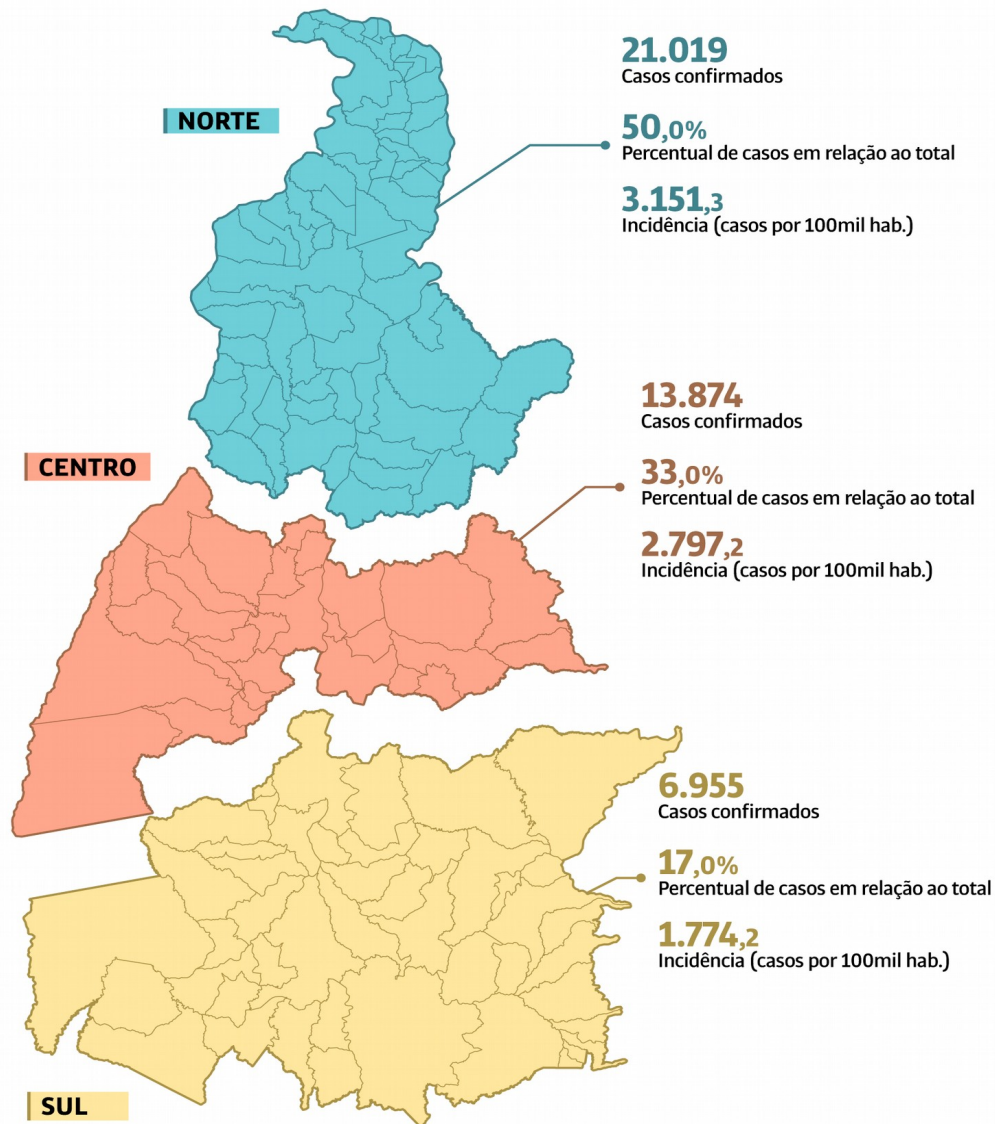 NORTE
21.019
Casos confirmados
50,0%
Percentual de casos em relação ao total
3.151,3
Incidência (casos por 100mil hab.)
CENTRO
13.874
Casos confirmados
33,0%
Percentual de casos em relação ao total
2.797,2
Incidência (casos por 100mil hab.)
6.955
Casos confirmados
17,0%
Percentual de casos em relação ao total
1.774,2
Incidência (casos por 100mil hab.)
SUL